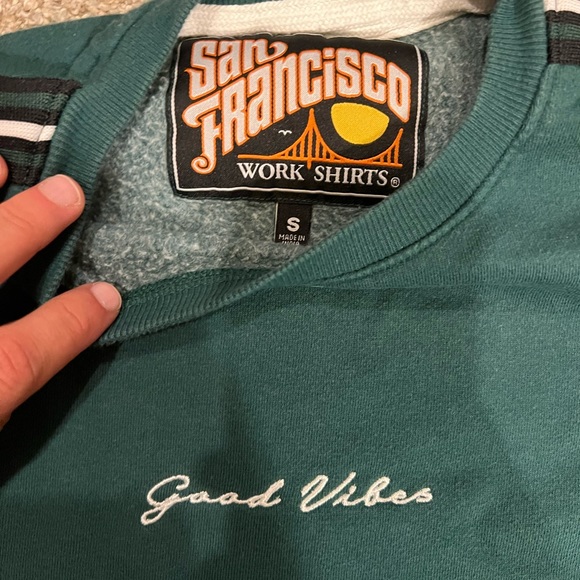 San
Francisco
WORK SHIRTS®
S
MADE IN
INDIA
Good Vibes